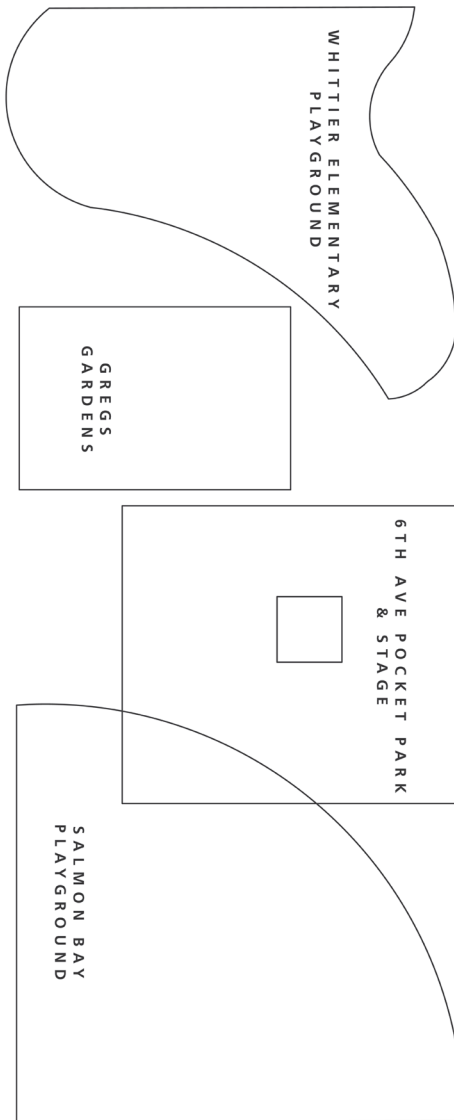 WHITTIER ELEMENTARY
PLAYGROUND
GREGS
GARDENS
6TH AVE POCKET PARK
& STAGE
SALMON BAY
PLAYGROUND